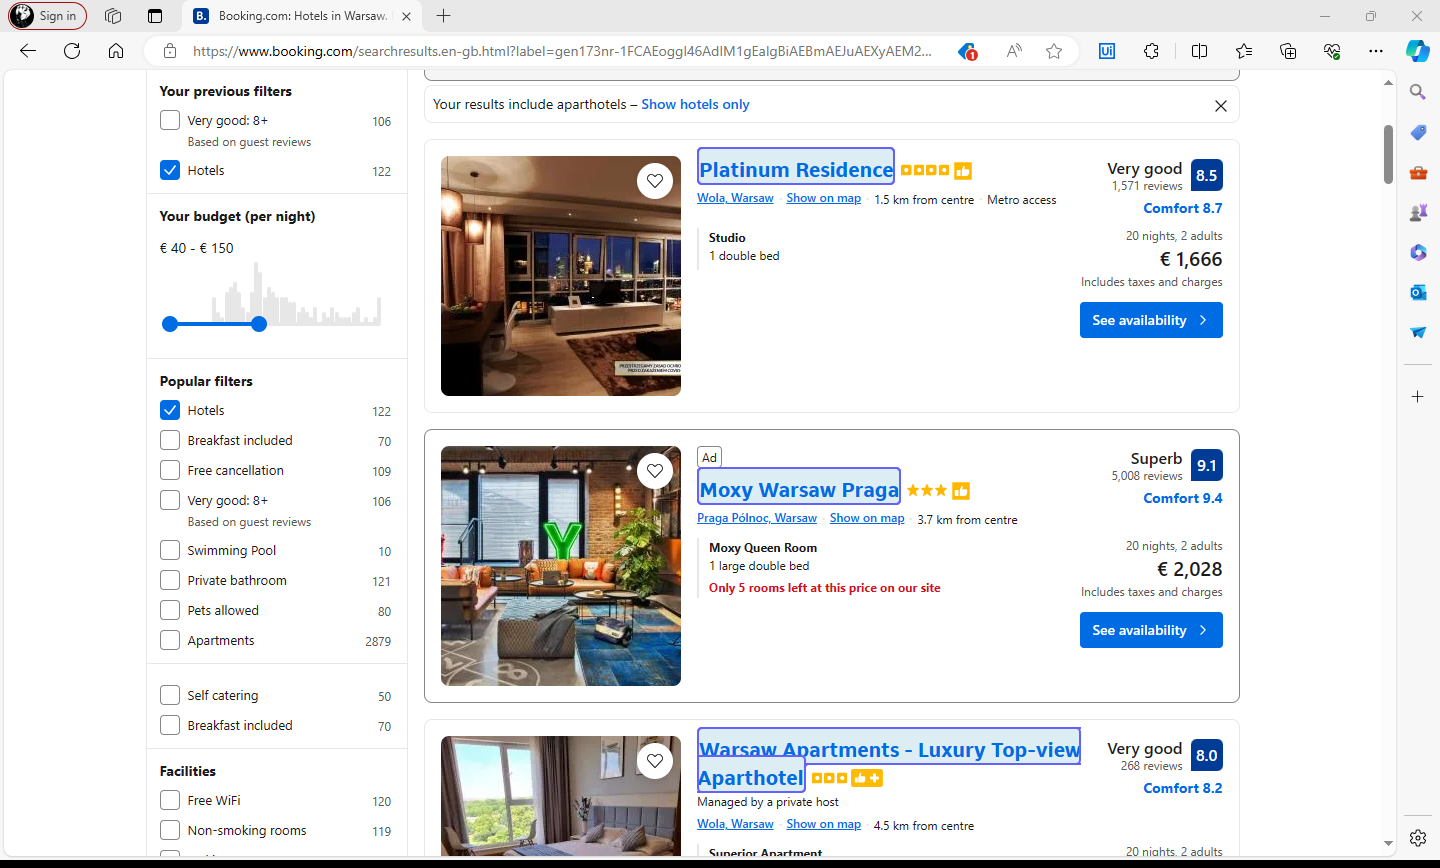 Sign in
Booking.com: Hotels in Warsaw.
https://www.booking.com/searchresults.en-gb.html?label=gen173nr-1FCAEoggI46AdIM1gEaIgBiAEBmAEJuAEXyAEM2...
1
Ui
Your previous filters
Very good: 8+ 106
Based on guest reviews
Hotels 122
Your budget (per night)
€ 40 - € 150
Popular filters
Hotels 122
Breakfast included 70
Free cancellation 109
Very good: 8+ 106
Based on guest reviews
Swimming Pool 10
Private bathroom 121
Pets allowed 80
Apartments 2879
Self catering 50
Breakfast included 70
Facilities
Free WiFi 120
Non-smoking rooms 119
Your results include aparthotels – Show hotels only
Platinum Residence
Wola, Warsaw · Show on map · 1.5 km from centre · Metro access
Studio
1 double bed
Very good 8.5
1,571 reviews
Comfort 8.7
20 nights, 2 adults
€ 1,666
Includes taxes and charges
See availability
Ad
Moxy Warsaw Praga
Praga Północ, Warsaw · Show on map · 3.7 km from centre
Moxy Queen Room
1 large double bed
Only 5 rooms left at this price on our site
Superb 9.1
5,008 reviews
Comfort 9.4
20 nights, 2 adults
€ 2,028
Includes taxes and charges
See availability
Y
Warsaw Apartments - Luxury Top-view
Aparthotel
Managed by a private host
Wola, Warsaw · Show on map · 4.5 km from centre
Superior Apartment
Very good 8.0
268 reviews
Comfort 8.2
20 nights, 2 adults